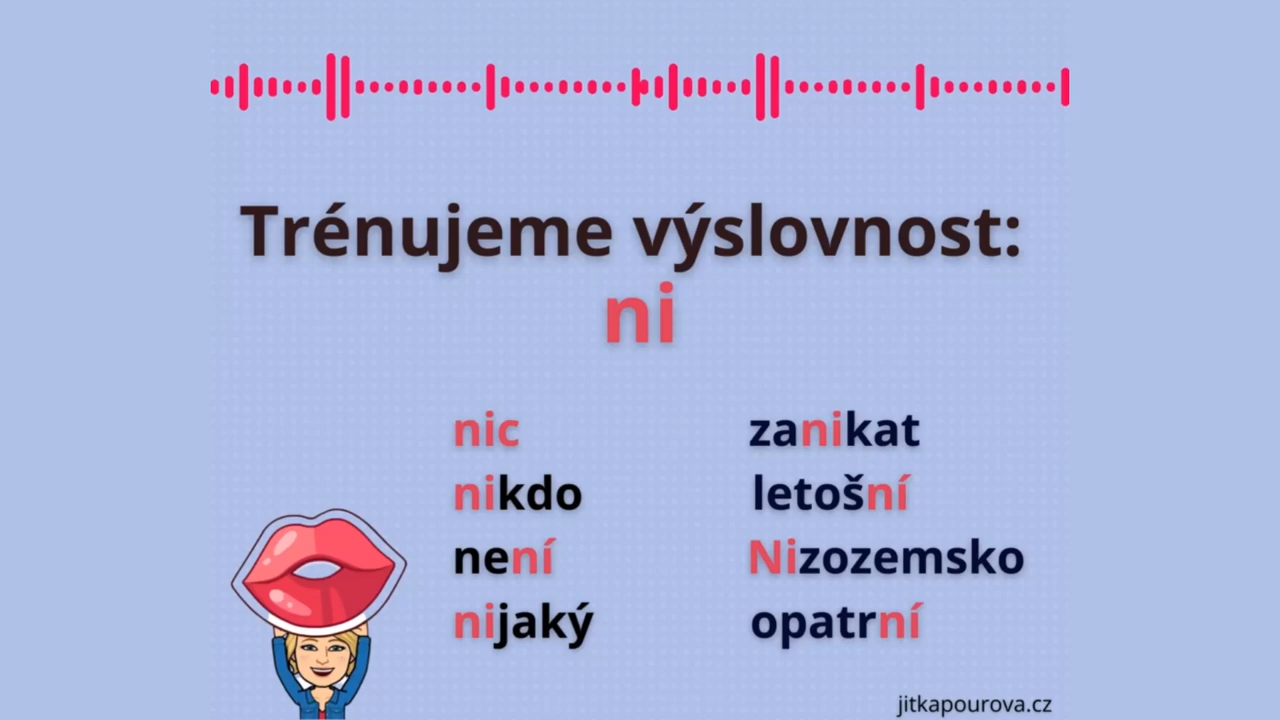 Trénujeme výslovnost:
ni
nic
nikdo
není
nijaký
zanikat
letošní
Nizozemsko
opatrní
jitkapourova.cz